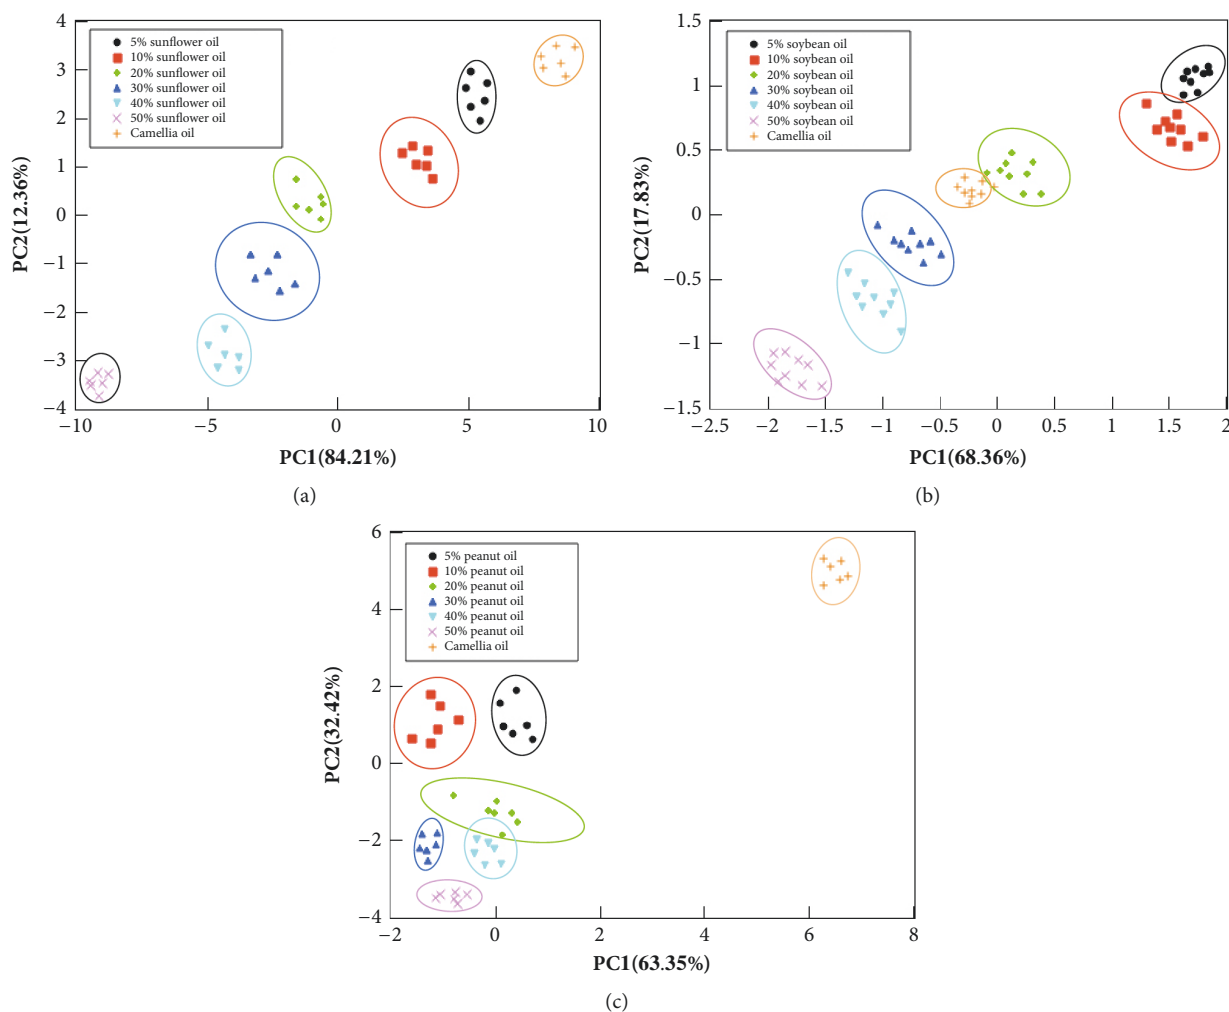 4
3
2
1
0
−1
−2
−3
−4
PC2(12.36%)
5% sunflower oil
10% sunflower oil
20% sunflower oil
30% sunflower oil
40% sunflower oil
50% sunflower oil
Camellia oil
−10
−5
0
5
10
PC1(84.21%)
(a)
1.5
1
0.5
0
−0.5
−1
−1.5
PC2(17.83%)
5% soybean oil
10% soybean oil
20% soybean oil
30% soybean oil
40% soybean oil
50% soybean oil
Camellia oil
−2.5
−2
−1.5
−1
−0.5
0
0.5
1
1.5
2
PC1(68.36%)
(b)
6
4
2
0
−2
−4
PC2(32.42%)
5% peanut oil
10% peanut oil
20% peanut oil
30% peanut oil
40% peanut oil
50% peanut oil
Camellia oil
−2
0
2
4
6
8
PC1(63.35%)
(c)